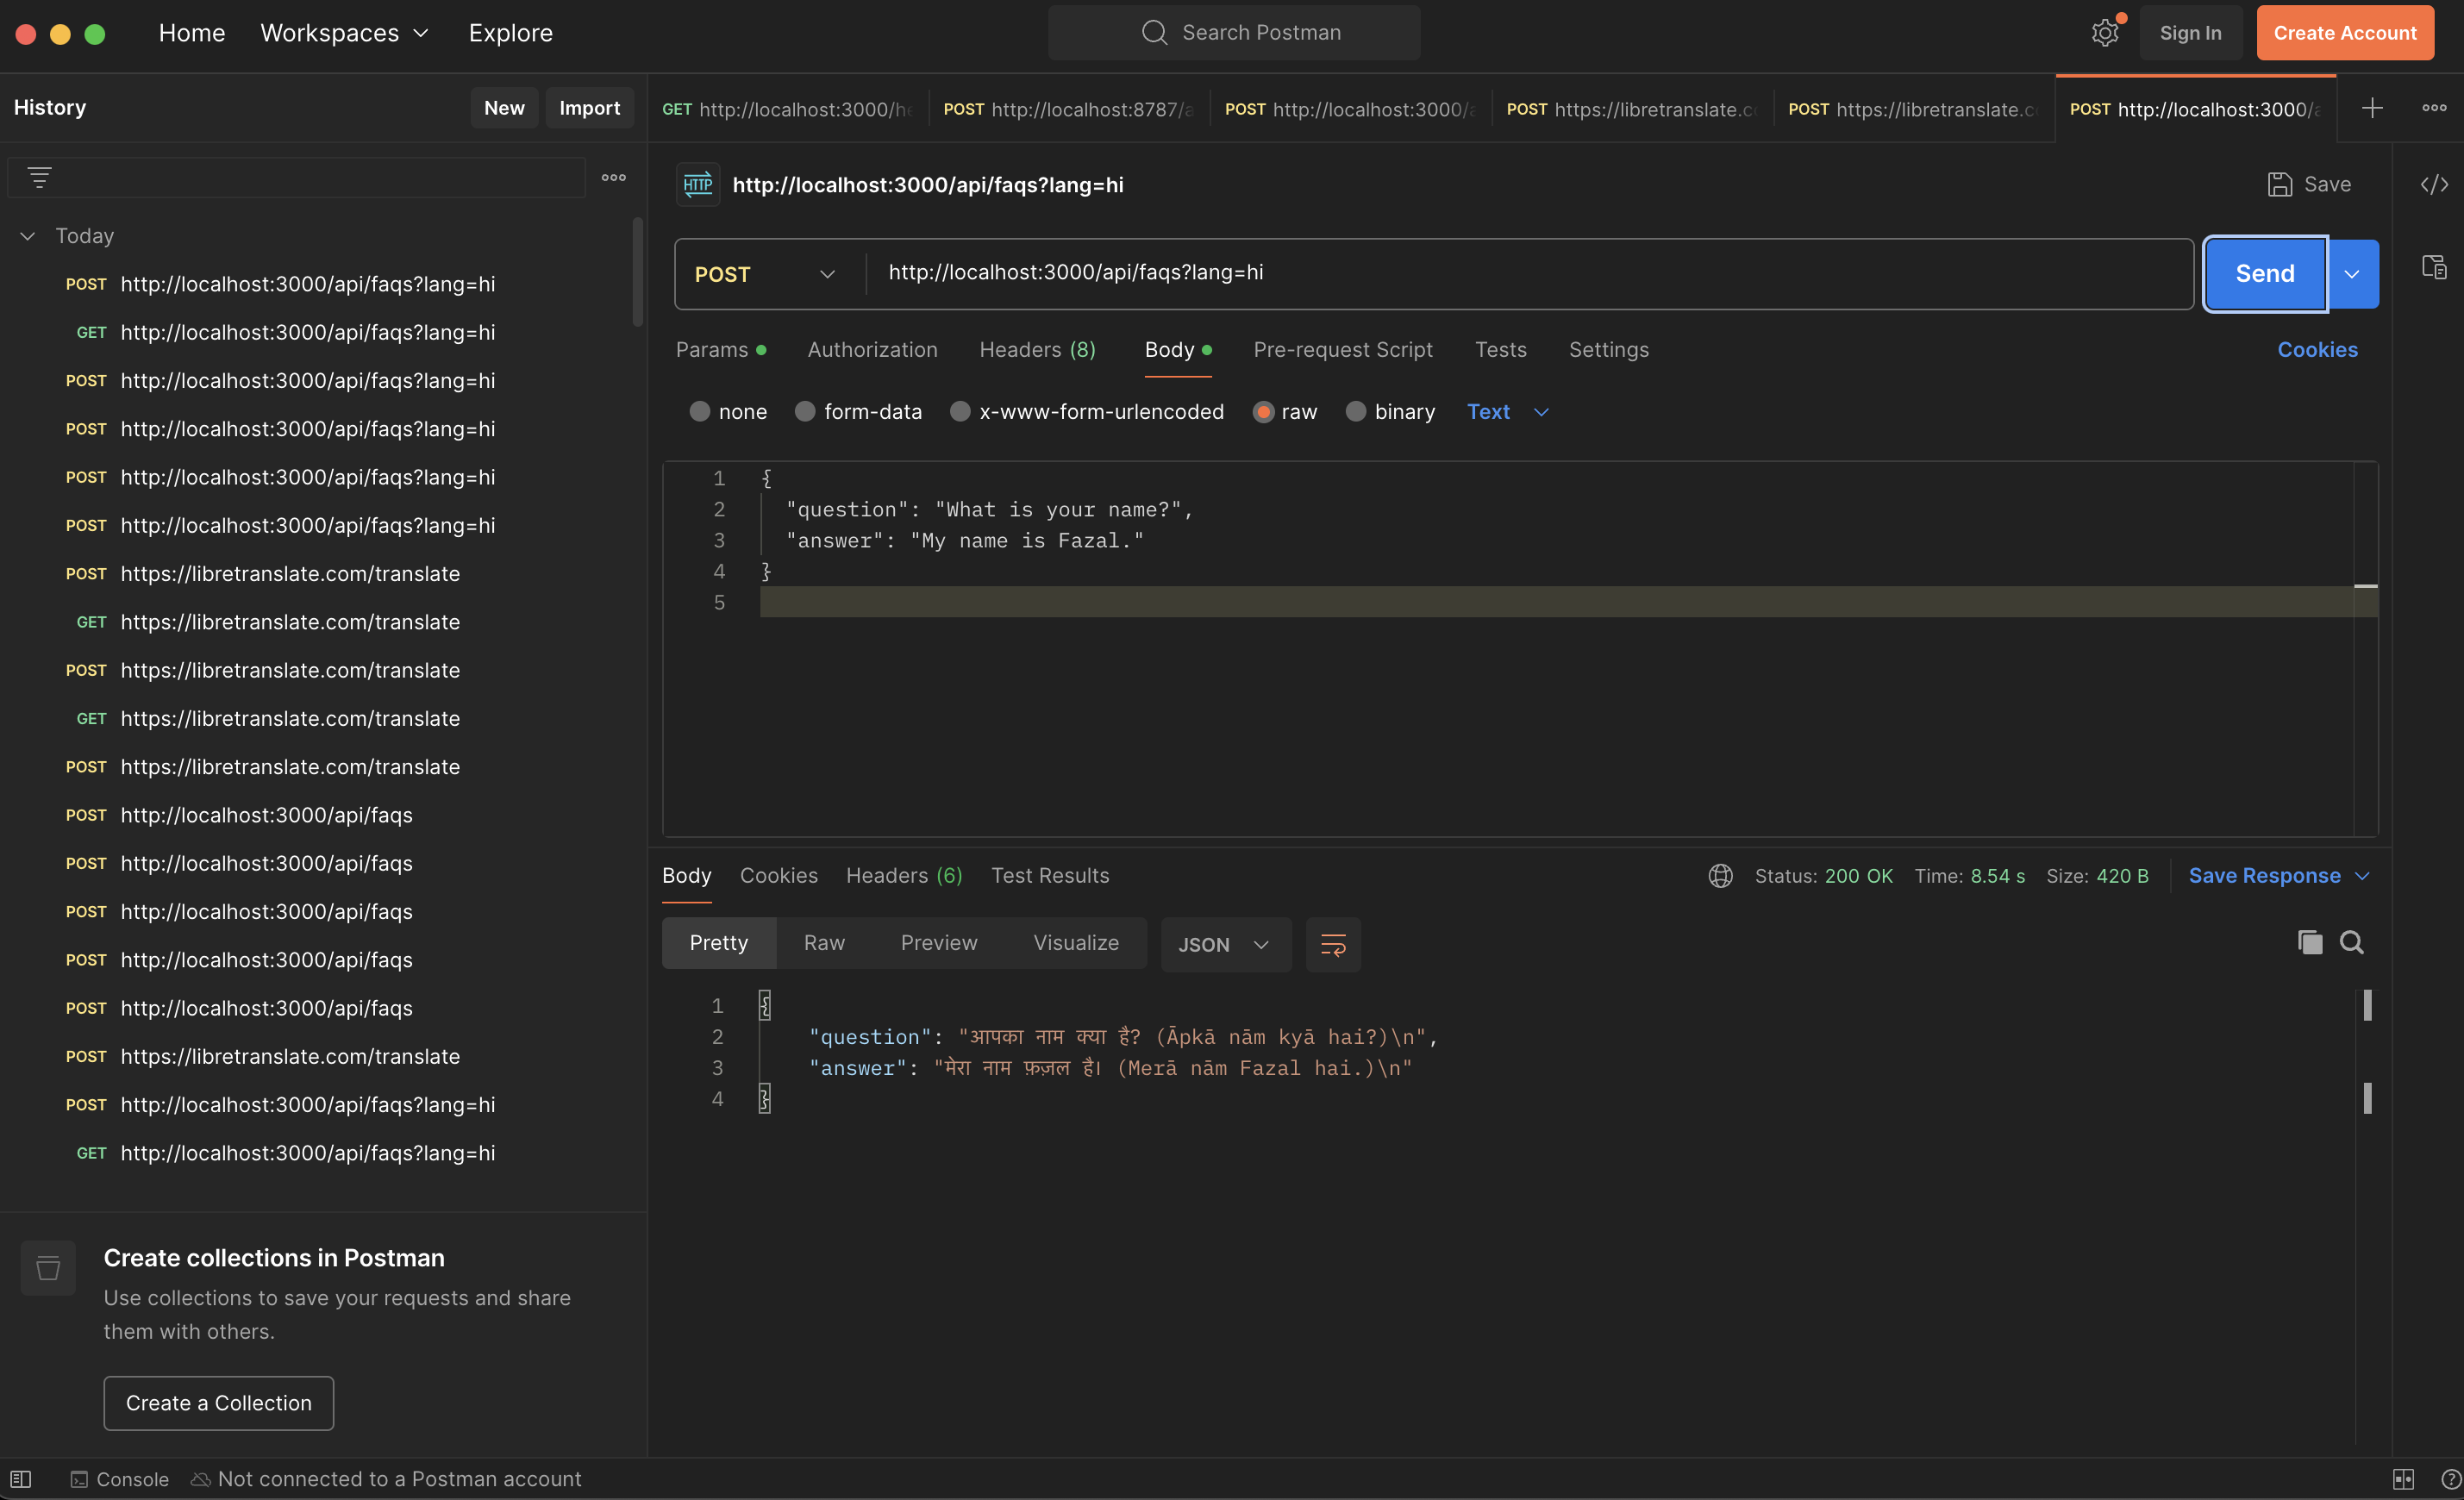 Home Workspaces Explore Search Postman Sign In Create Account
History New Import
GET http://localhost:3000/he POST http://localhost:8787/a POST http://localhost:3000/a POST https://libretranslate.co POST https://libretranslate.co POST http://localhost:3000/a
Today
POST http://localhost:3000/api/faqs?lang=hi
GET http://localhost:3000/api/faqs?lang=hi
POST http://localhost:3000/api/faqs?lang=hi
POST http://localhost:3000/api/faqs?lang=hi
POST http://localhost:3000/api/faqs?lang=hi
POST http://localhost:3000/api/faqs?lang=hi
POST https://libretranslate.com/translate
GET https://libretranslate.com/translate
POST https://libretranslate.com/translate
GET https://libretranslate.com/translate
POST https://libretranslate.com/translate
POST http://localhost:3000/api/faqs
POST http://localhost:3000/api/faqs
POST http://localhost:3000/api/faqs
POST http://localhost:3000/api/faqs
POST http://localhost:3000/api/faqs
POST https://libretranslate.com/translate
POST http://localhost:3000/api/faqs?lang=hi
GET http://localhost:3000/api/faqs?lang=hi
Create collections in Postman
Use collections to save your requests and share
them with others.
Create a Collection
HTTP http://localhost:3000/api/faqs?lang=hi Save
POST http://localhost:3000/api/faqs?lang=hi Send
Params Authorization Headers (8) Body Pre-request Script Tests Settings Cookies
none form-data x-www-form-urlencoded raw binary Text
1 {
2 "question": "What is your name?",
3 "answer": "My name is Fazal."
4 }
5
Body Cookies Headers (6) Test Results Status: 200 OK Time: 8.54 s Size: 420 B Save Response
Pretty Raw Preview Visualize JSON
1 {
2 "question": "आपका नाम क्या है? (Āpkā nām kyā hai?)\n",
3 "answer": "मेरा नाम फ़ज़ल है। (Merā nām Fazal hai.)\n"
4 }
Console Not connected to a Postman account